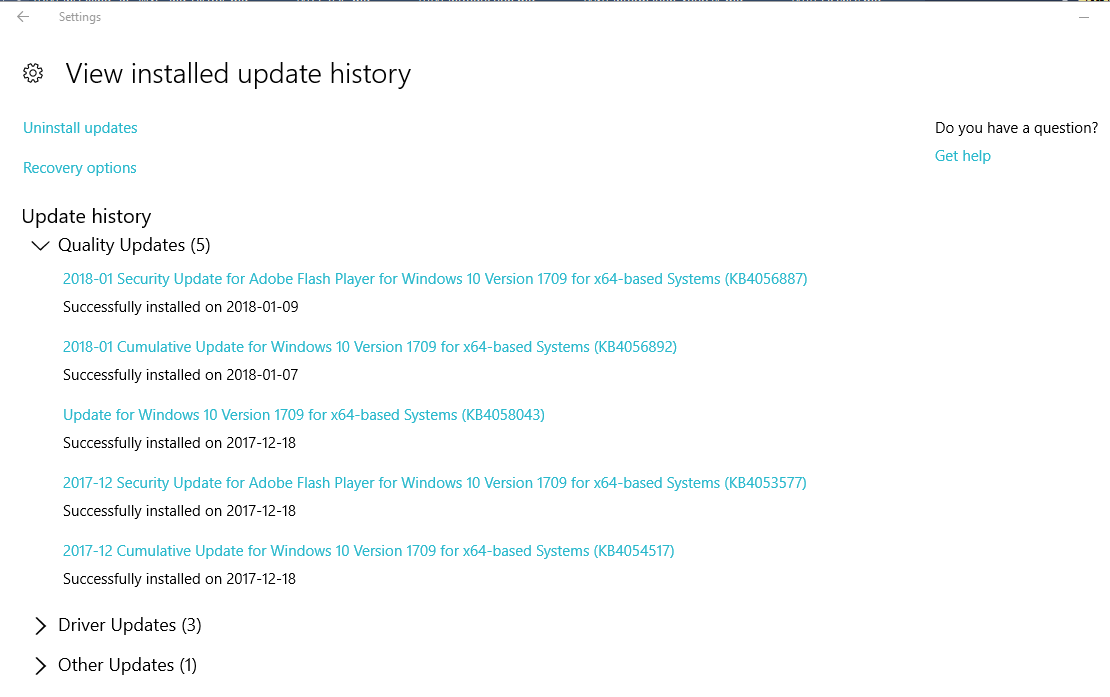 Settings
View installed update history
Uninstall updates
Do you have a question?
Get help
Recovery options
Update history
Quality Updates (5)
2018-01 Security Update for Adobe Flash Player for Windows 10 Version 1709 for x64-based Systems (KB4056887)
Successfully installed on 2018-01-09
2018-01 Cumulative Update for Windows 10 Version 1709 for x64-based Systems (KB4056892)
Successfully installed on 2018-01-07
Update for Windows 10 Version 1709 for x64-based Systems (KB4058043)
Successfully installed on 2017-12-18
2017-12 Security Update for Adobe Flash Player for Windows 10 Version 1709 for x64-based Systems (KB4053577)
Successfully installed on 2017-12-18
2017-12 Cumulative Update for Windows 10 Version 1709 for x64-based Systems (KB4054517)
Successfully installed on 2017-12-18
Driver Updates (3)
Other Updates (1)